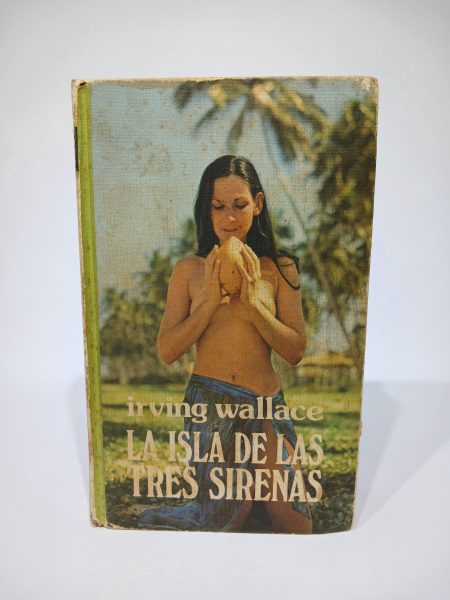 irving wallace
LA ISLA DE LAS
TRES SIRENAS